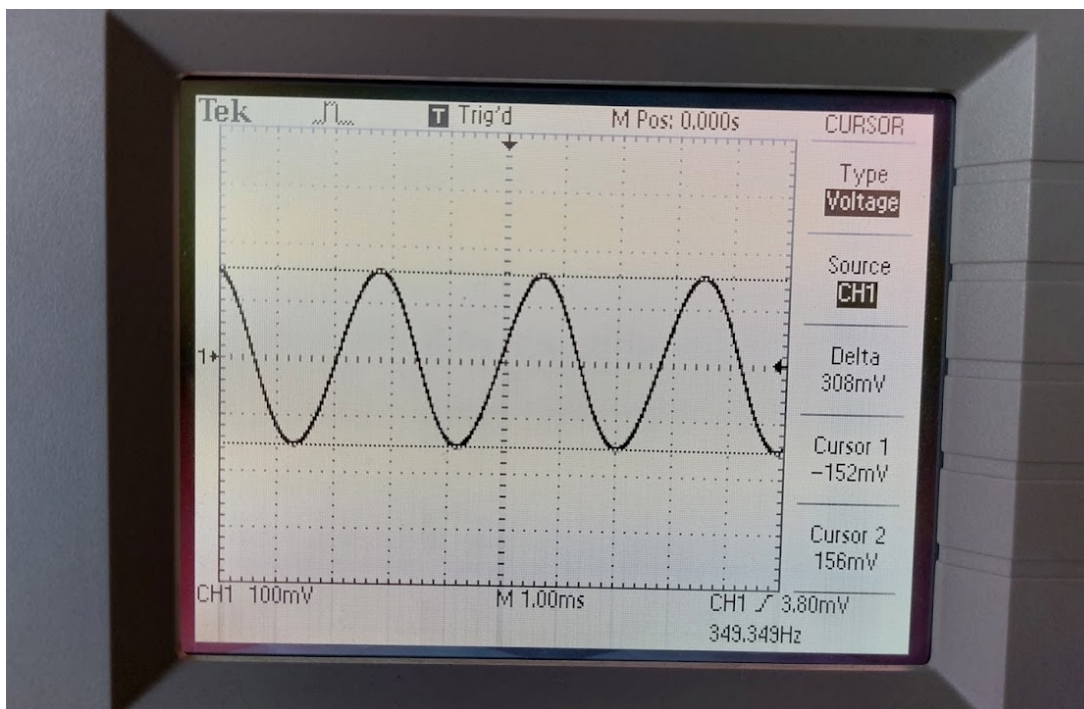 Tek T Trig'd M Pos: 0.000s CURSOR
Type
Voltage
Source
CH1
1
Delta
308mV
Cursor 1
-152mV
Cursor 2
156mV
CH1 100mV M 1.00ms CH1 3.80mV
349.349Hz